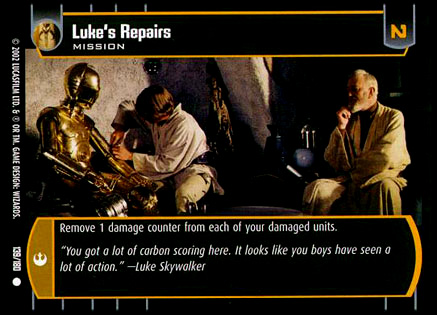 Luke's Repairs
MISSION
N
© 2002 LUCASFILM LTD. & ® OR TM. GAME DESIGN: WIZARDS.
Remove 1 damage counter from each of your damaged units.
“You got a lot of carbon scoring here. It looks like you boys have seen a
lot of action.” —Luke Skywalker
139/180